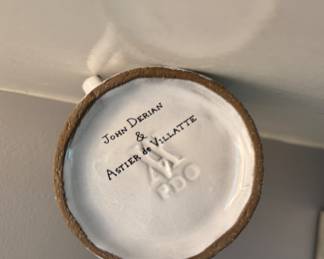 John Derian
&
Astier de Villatte
PDO